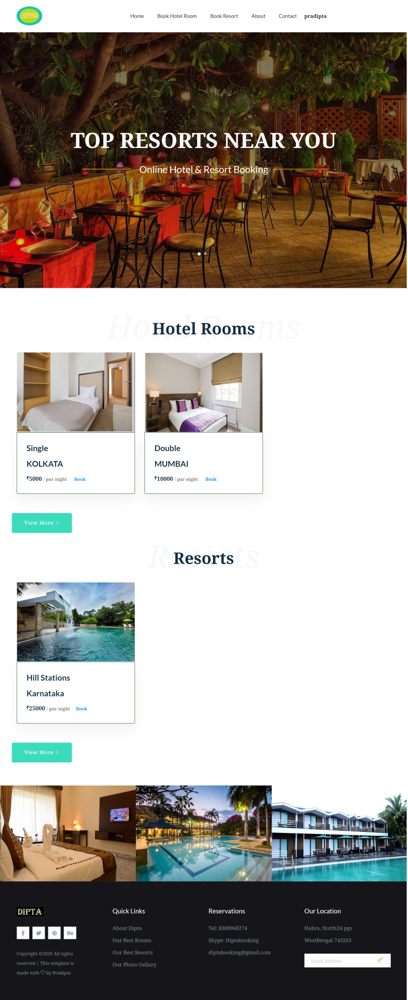 DIPTA
Home Book Hotel Room Book Resort About Contact pradipta
TOP RESORTS NEAR YOU
Online Hotel & Resort Booking
Hotel Rooms
Hotel Rooms
Single
KOLKATA
₹5000 / par night Book
Double
MUMBAI
₹10000 / par night Book
View More >
Resorts
Resorts
Hill Stations
Karnataka
₹25000 / par night Book
View More >
DIPTA
Bē
Copyright ©2020 All rights
reserved | This template is
made with ♡ by Pradipta
Quick Links
About Dipta
Our Best Rooms
Our Best Resorts
Our Photo Gellary
Reservations
Tel: 8388968274
Skype: Diptabooking
diptabooking@gmail.com
Our Location
Habra, North24 pgs
WestBengal 743263
Email Address